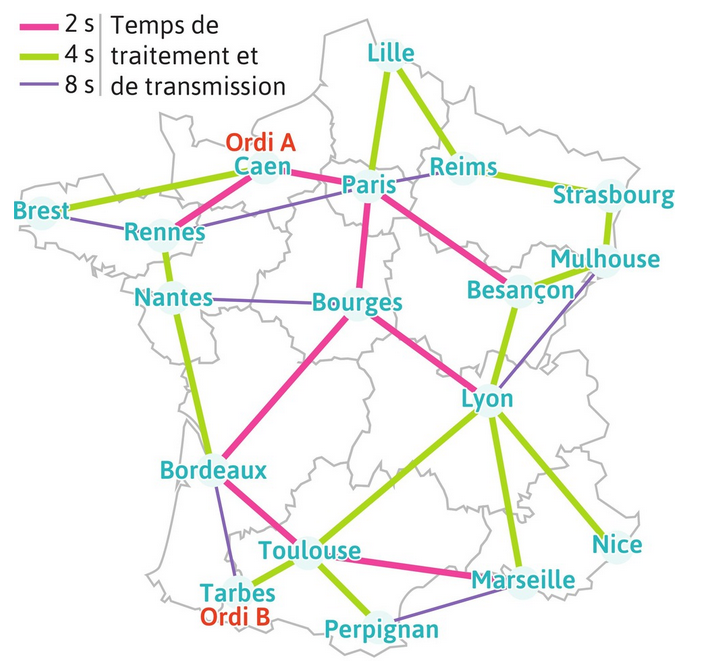 2 s Temps de
4 s traitement et
8 s de transmission
Lille
Ordi A
Caen
Reims
Paris
Strasbourg
Brest
Rennes
Mulhouse
Besançon
Nantes
Bourges
Lyon
Bordeaux
Toulouse
Nice
Marseille
Tarbes
Ordi B
Perpignan